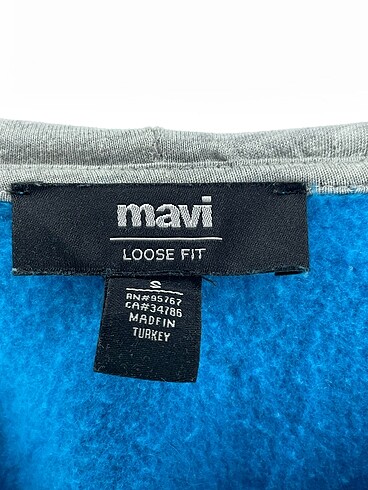 mavi
LOOSE FIT
S
RN#95767
CA#34786
MADE IN
TURKEY